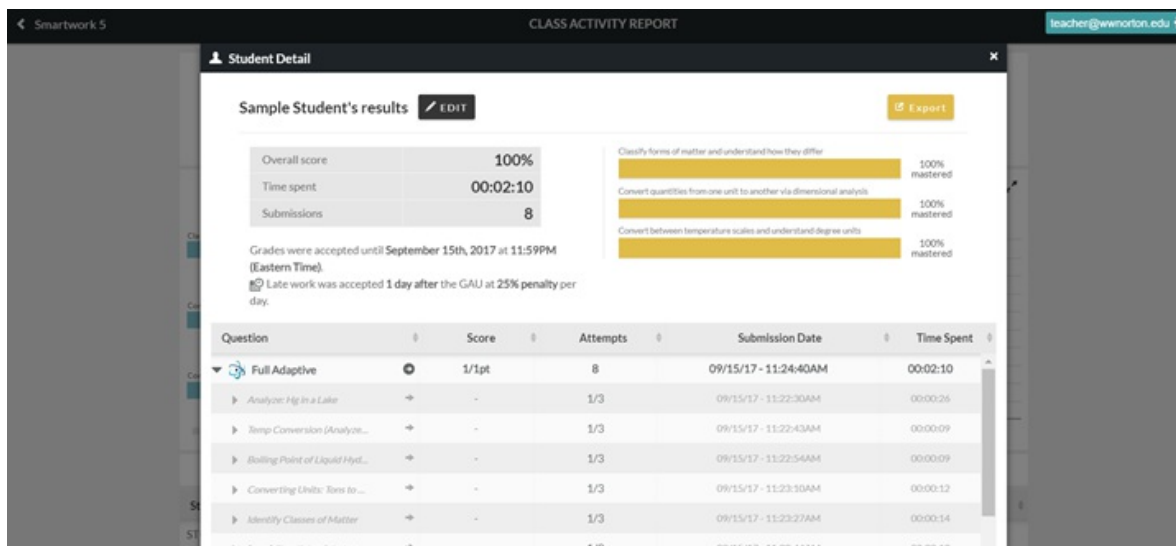 Smartwork 5
CLASS ACTIVITY REPORT
teacher@wwnorton.edu
Student Detail
×
Sample Student's results
EDIT
Export
Overall score 100%
Time spent 00:02:10
Submissions 8
Classify forms of matter and understand how they differ
100%
mastered
Convert quantities from one unit to another via dimensional analysis
100%
mastered
Convert between temperature scales and understand degree units
100%
mastered
Grades were accepted until September 15th, 2017 at 11:59PM
(Eastern Time).
Late work was accepted 1 day after the GAU at 25% penalty per
day.
Question Score Attempts Submission Date Time Spent
Full Adaptive 1/1pt 8 09/15/17 - 11:24:40AM 00:02:10
Analyze: Hg in a Lake - 1/3 09/15/17 - 11:22:30AM 00:00:26
Temp Conversion (Analyze... - 1/3 09/15/17 - 11:22:43AM 00:00:09
Boiling Point of Liquid Hyd... - 1/3 09/15/17 - 11:22:54AM 00:00:09
Converting Units: Tons to ... - 1/3 09/15/17 - 11:23:10AM 00:00:12
Identify Classes of Matter - 1/3 09/15/17 - 11:23:27AM 00:00:14